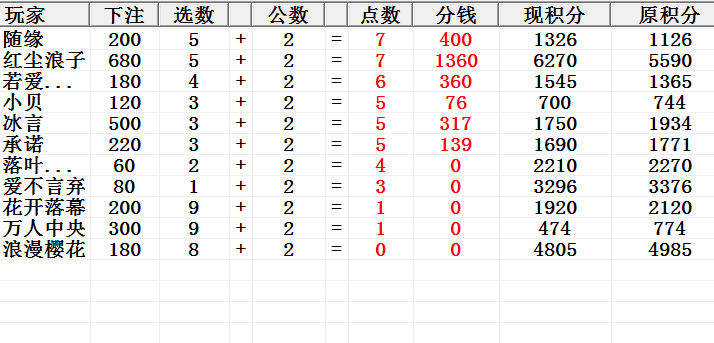 玩家 下注 选数 公数 点数 分钱 现积分 原积分
随缘 200 5 + 2 = 7 400 1326 1126
红尘浪子 680 5 + 2 = 7 1360 6270 5590
若爱... 180 4 + 2 = 6 360 1545 1365
小贝 120 3 + 2 = 5 76 700 744
冰言 500 3 + 2 = 5 317 1750 1934
承诺 220 3 + 2 = 5 139 1690 1771
落叶... 60 2 + 2 = 4 0 2210 2270
爱不言弃 80 1 + 2 = 3 0 3296 3376
花开落幕 200 9 + 2 = 1 0 1920 2120
万人中央 300 9 + 2 = 1 0 474 774
浪漫樱花 180 8 + 2 = 0 0 4805 4985